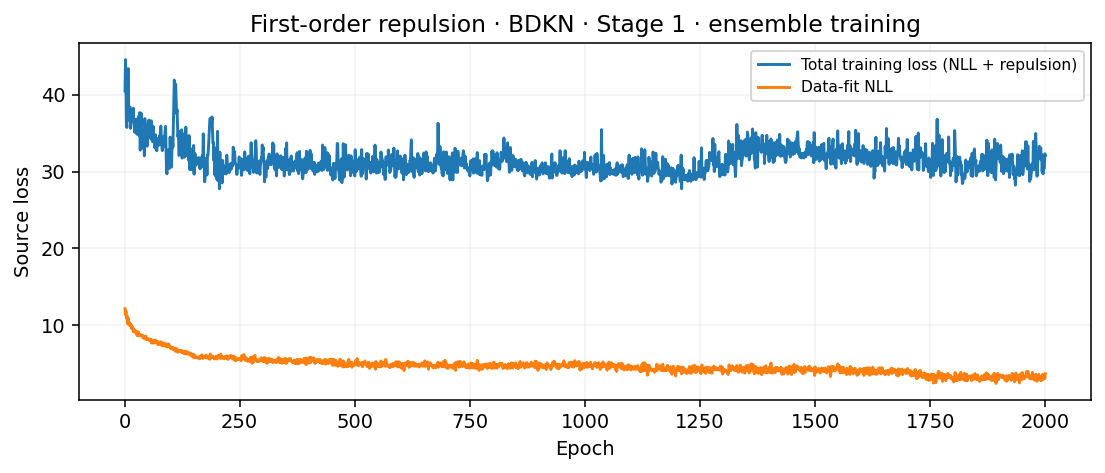 First-order repulsion · BDKN · Stage 1 · ensemble training
Total training loss (NLL + repulsion)
Data-fit NLL
Source loss
40
30
20
10
0 250 500 750 1000 1250 1500 1750 2000
Epoch